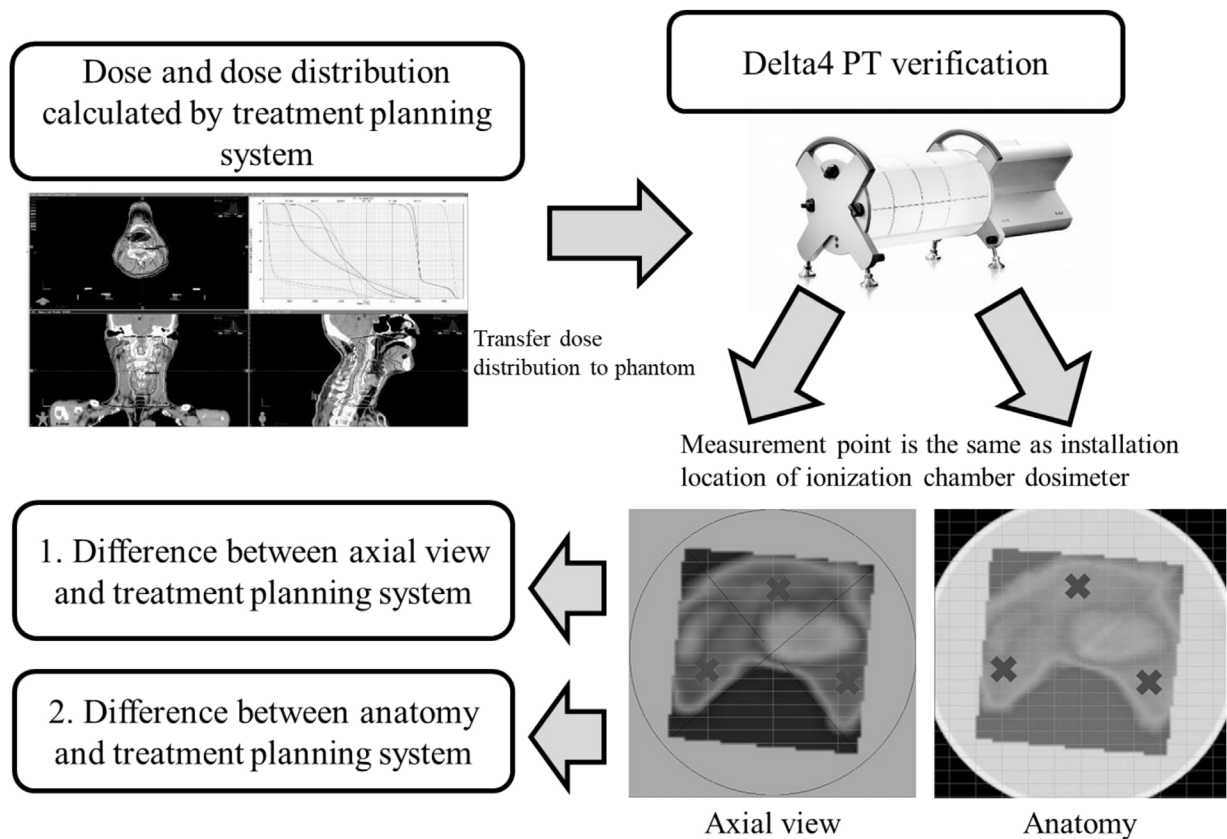 Dose and dose distribution
calculated by treatment planning
system
Delta4 PT verification
Transfer dose
distribution to phantom
Measurement point is the same as installation
location of ionization chamber dosimeter
1. Difference between axial view
and treatment planning system
2. Difference between anatomy
and treatment planning system
Axial view
Anatomy